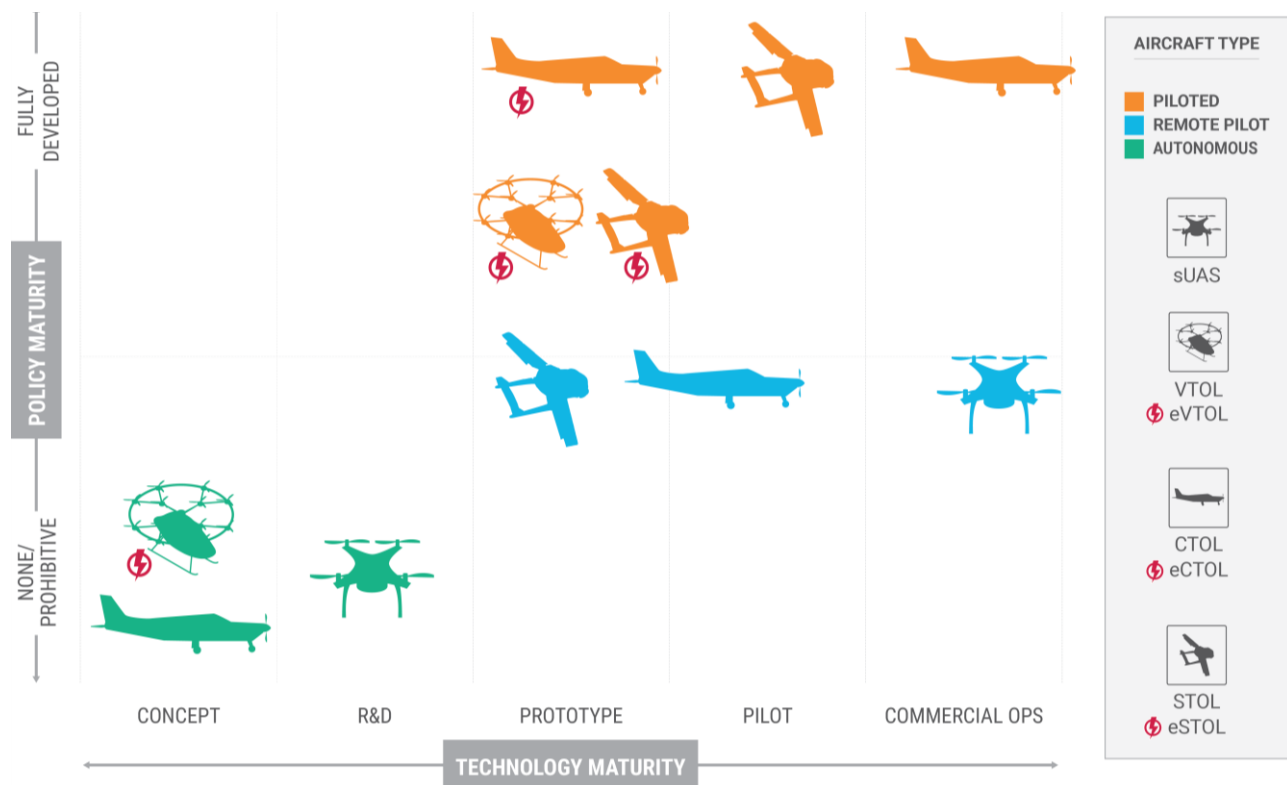 FULLY
DEVELOPED
POLICY MATURITY
NONE/
PROHIBITIVE
CONCEPT
R&D
PROTOTYPE
PILOT
COMMERCIAL OPS
TECHNOLOGY MATURITY
AIRCRAFT TYPE
PILOTED
REMOTE PILOT
AUTONOMOUS
sUAS
VTOL
eVTOL
CTOL
eCTOL
STOL
eSTOL